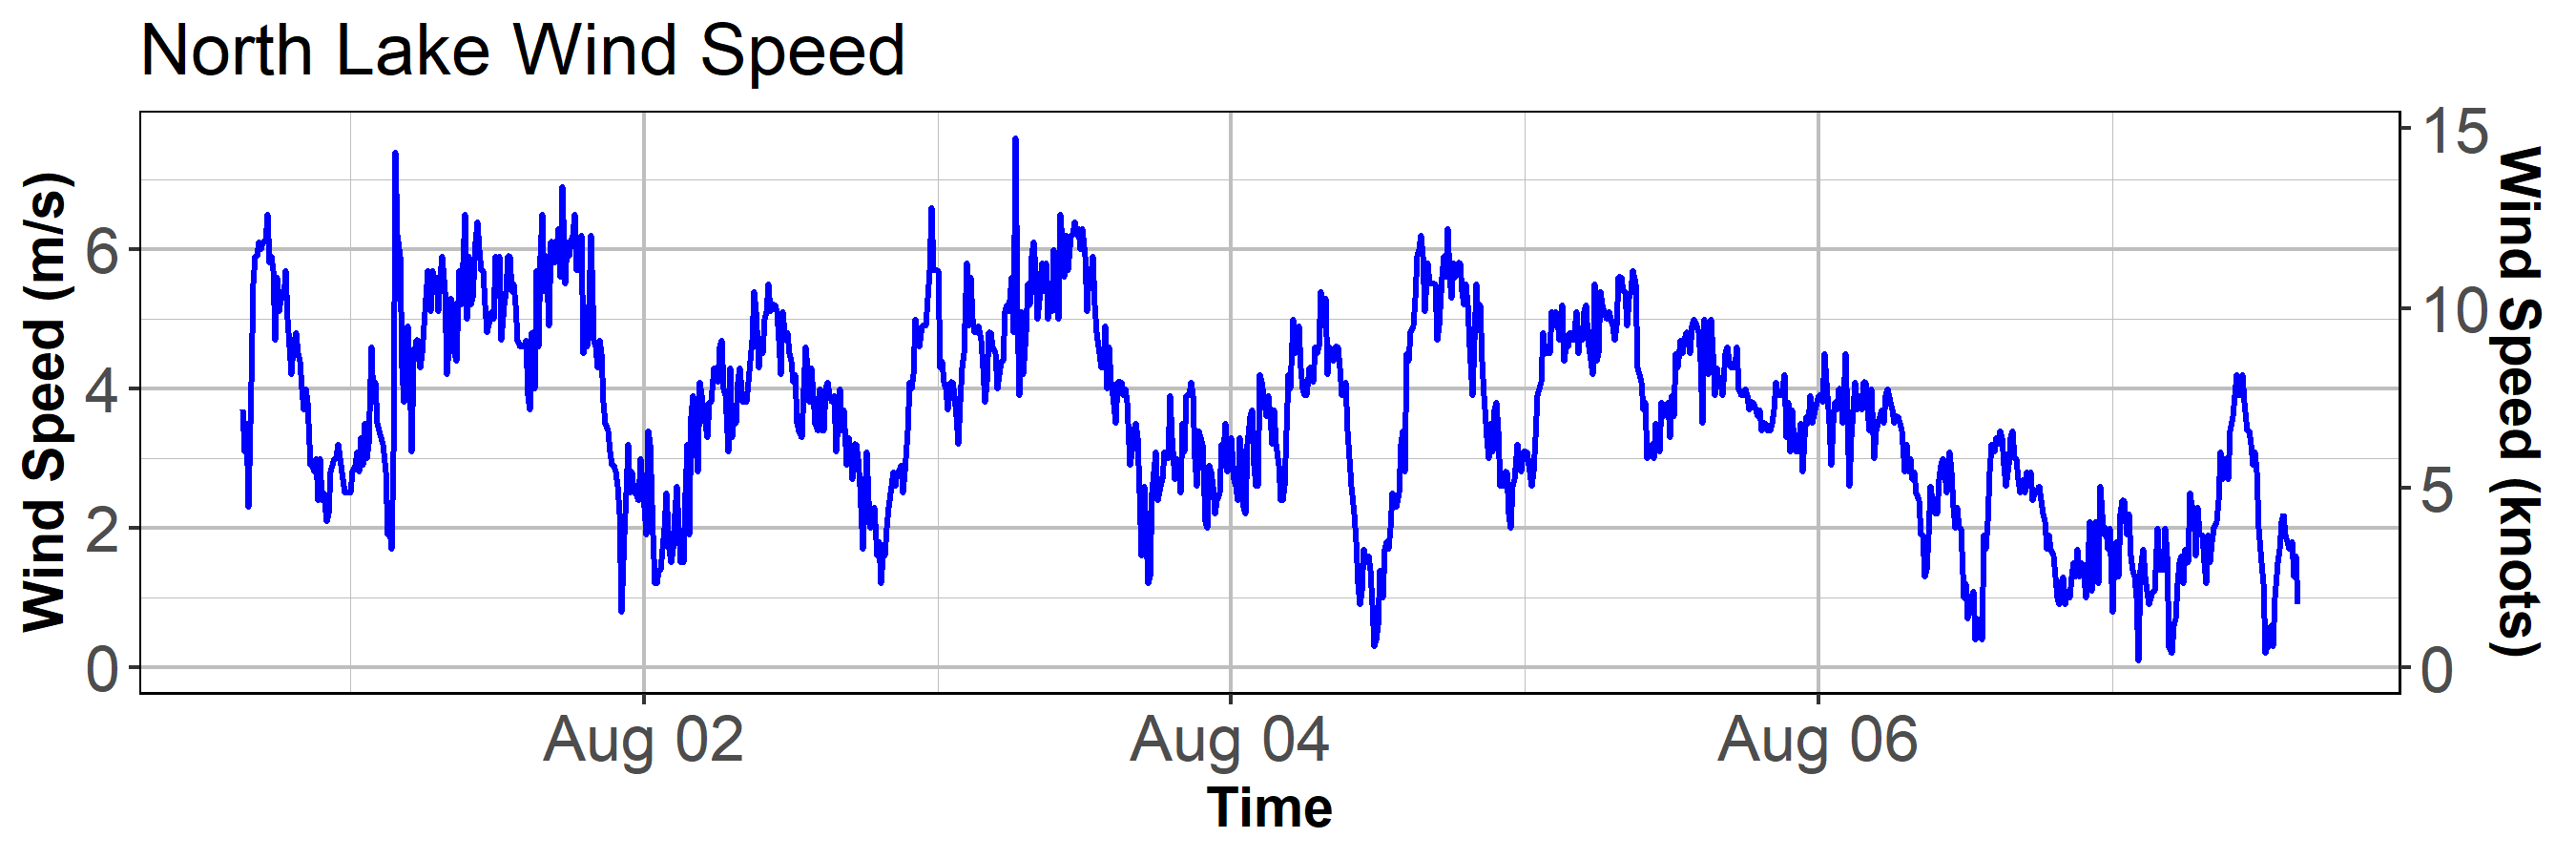 North Lake Wind Speed
Wind Speed (m/s)
6
4
2
0
15
10
5
0
Wind Speed (knots)
Aug 02
Aug 04
Aug 06
Time